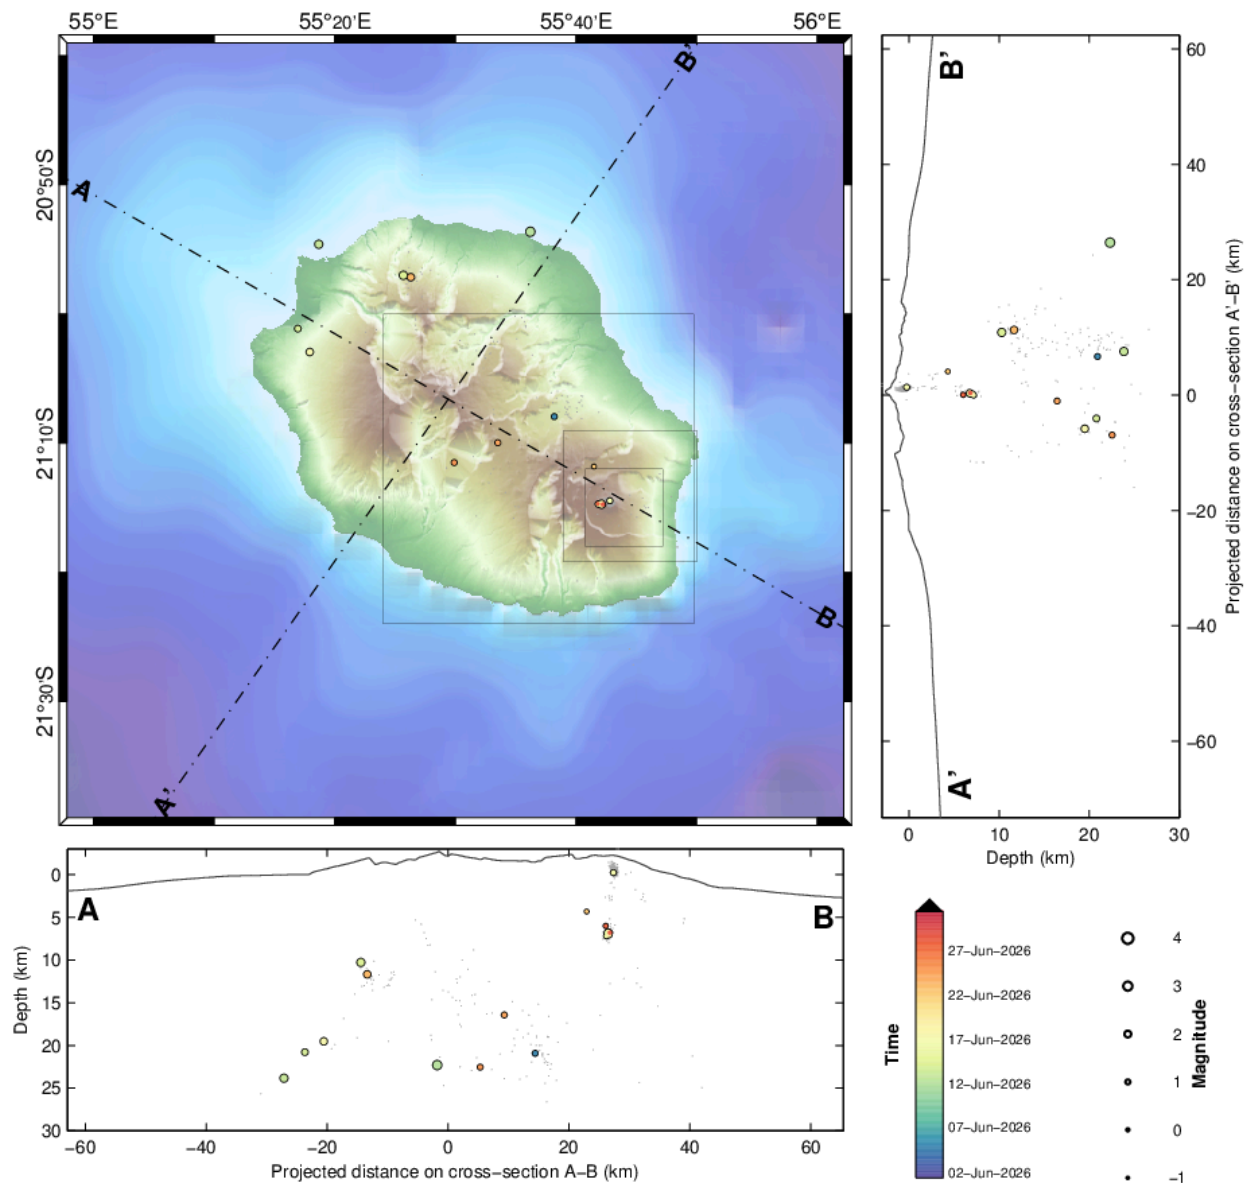 55°E
55°20'E
55°40'E
56°E
20°50'S
21°10'S
21°30'S
A
B'
A'
B
B'
A'
60
40
20
0
−20
−40
−60
Projected distance on cross−section A'−B' (km)
0
10
20
30
Depth (km)
A
B
0
5
10
15
20
25
30
Depth (km)
−60
−40
−20
0
20
40
60
Projected distance on cross−section A−B (km)
Time
27−Jun−2026
22−Jun−2026
17−Jun−2026
12−Jun−2026
07−Jun−2026
02−Jun−2026
4
3
2
1
0
−1
Magnitude